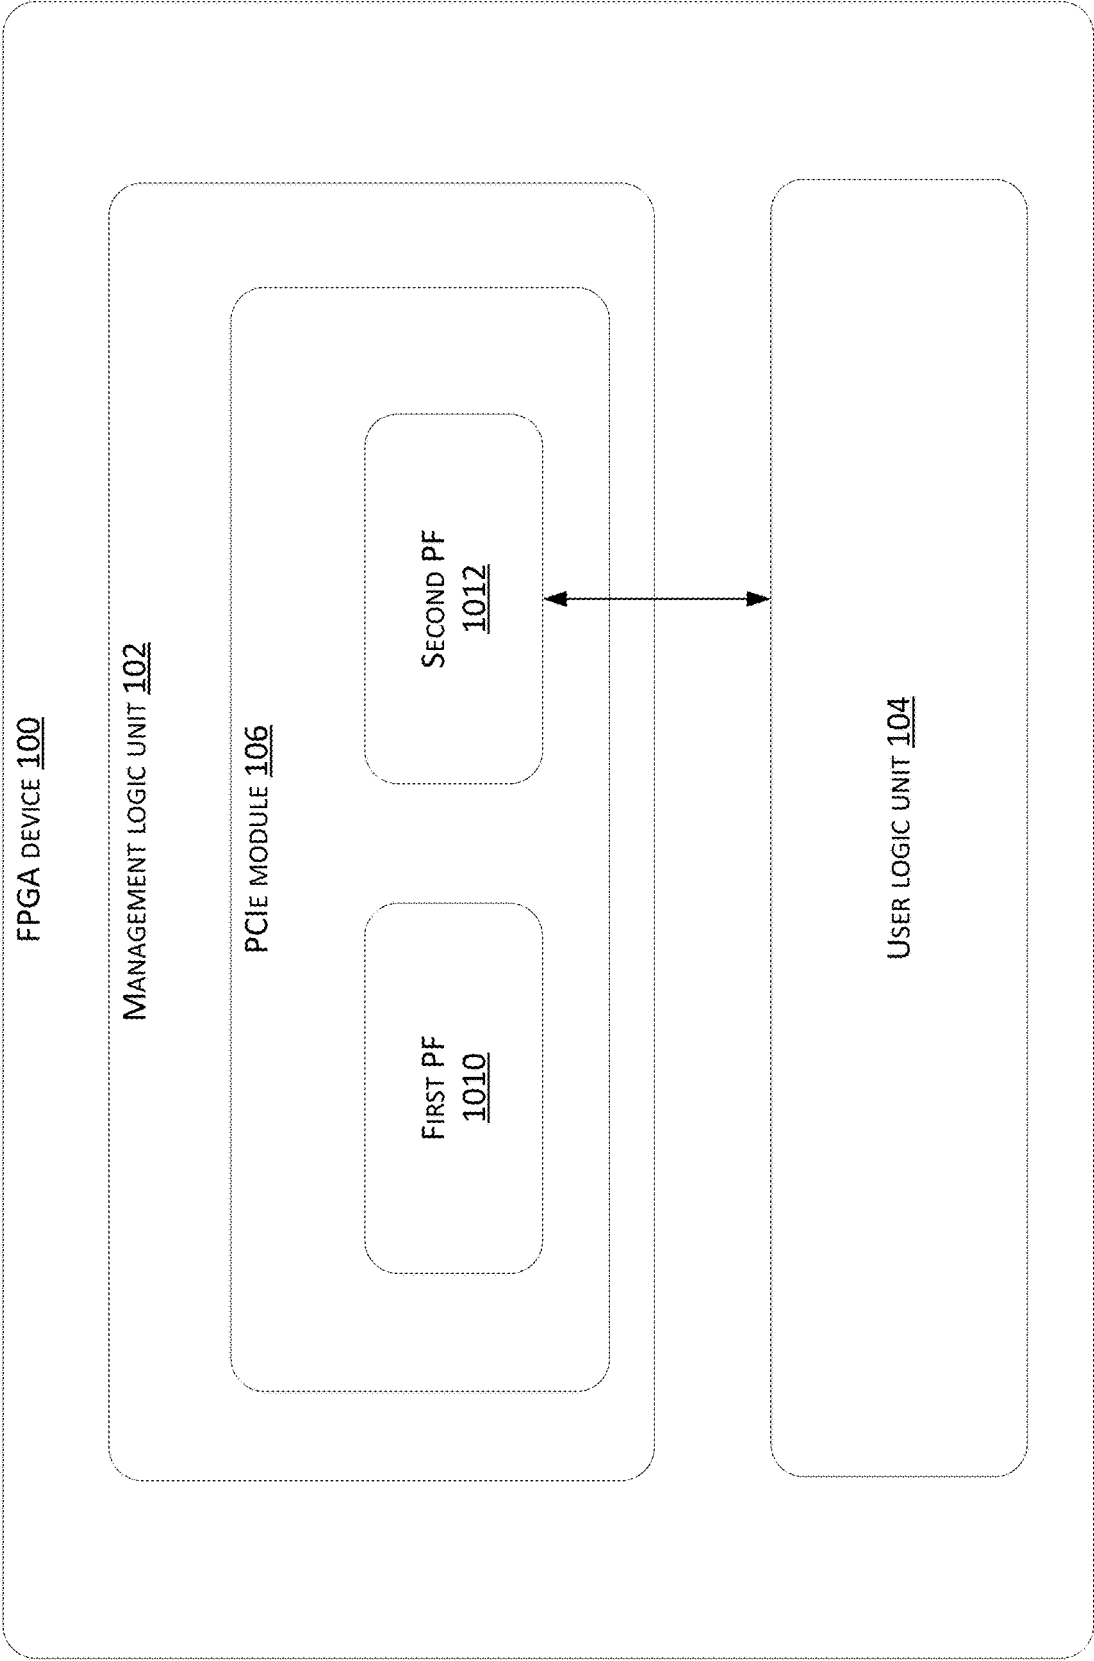 FPGA DEVICE 100
MANAGEMENT LOGIC UNIT 102
PCIE MODULE 106
FIRST PF
1010
SECOND PF
1012
USER LOGIC UNIT 104